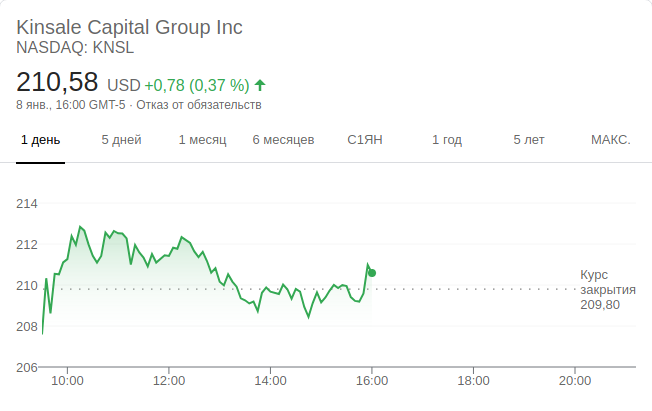 Kinsale Capital Group Inc
NASDAQ: KNSL
210,58 USD +0,78 (0,37 %)
8 янв., 16:00 GMT-5 · Отказ от обязательств
1 день 5 дней 1 месяц 6 месяцев С1ЯН 1 год 5 лет МАКС.
214
212
210
208
206
Курс
закрытия
209,80
10:00 12:00 14:00 16:00 18:00 20:00